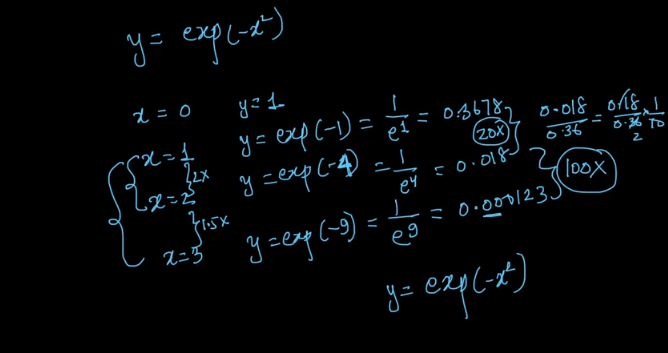 y = exp(-x²)
x = 0 y = 1
x = 1 y = exp(-1) = 1/e¹ = 0.3678
20X
0.018/0.36 = 0.18/0.36 × 1/10
2
2X
x = 2 y = exp(-4) = 1/e⁴ = 0.018
100X
1.5X
x = 3 y = exp(-9) = 1/e⁹ = 0.000123
y = exp(-x²)